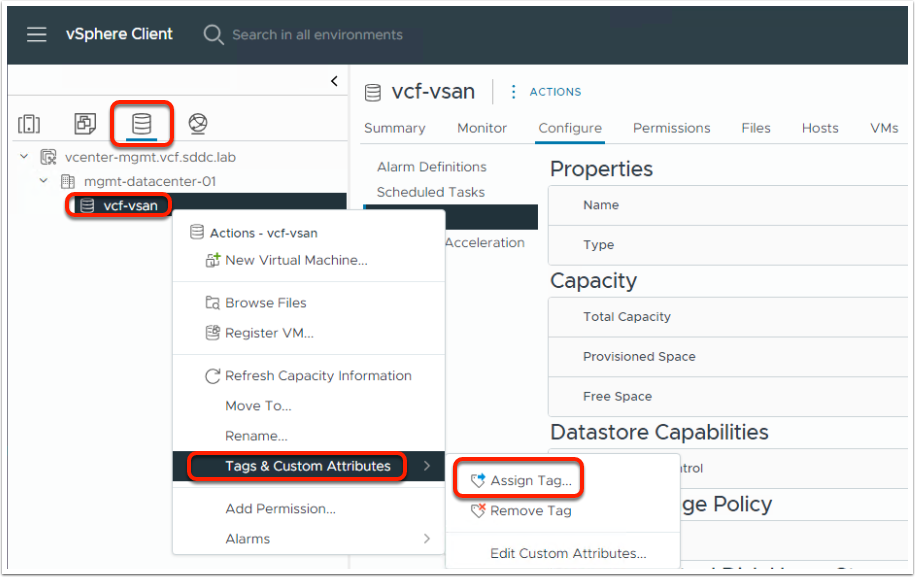 vSphere Client
Search in all environments
vcf-vsan
ACTIONS
Summary Monitor Configure Permissions Files Hosts VMs
vcenter-mgmt.vcf.sddc.lab
mgmt-datacenter-01
vcf-vsan
Alarm Definitions
Scheduled Tasks
Acceleration
Actions - vcf-vsan
New Virtual Machine...
Browse Files
Register VM...
Refresh Capacity Information
Move To...
Rename...
Tags & Custom Attributes
Add Permission...
Alarms
Assign Tag...
Remove Tag
Edit Custom Attributes...
Properties
Name
Type
Capacity
Total Capacity
Provisioned Space
Free Space
Datastore Capabilities
ntrol
ge Policy